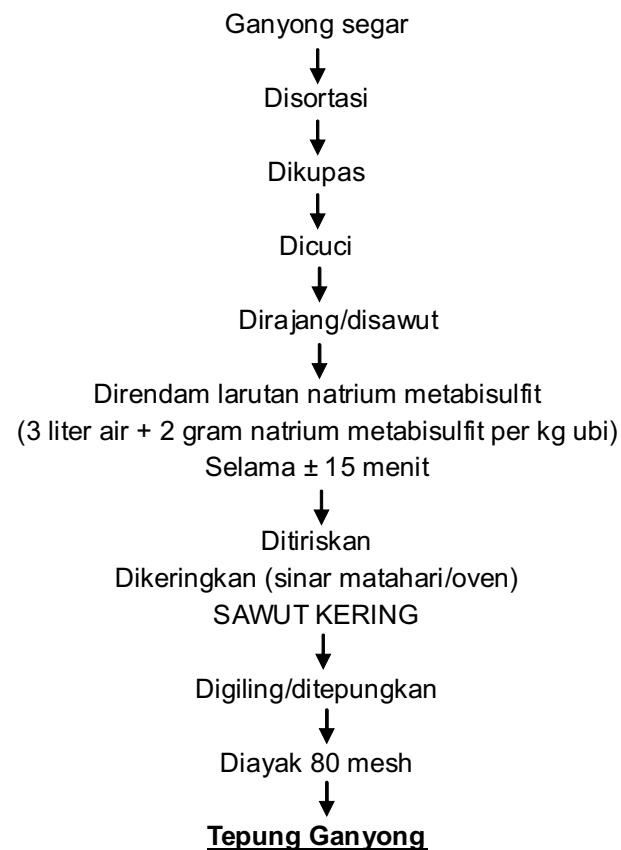 Ganyong segar
Disortasi
Dikupas
Dicuci
Dirajang/disawut
Direndam larutan natrium metabisulfit
(3 liter air + 2 gram natrium metabisulfit per kg ubi)
Selama ± 15 menit
Ditiriskan
Dikeringkan (sinar matahari/oven)
SAWUT KERING
Digiling/ditepungkan
Diayak 80 mesh
Tepung Ganyong